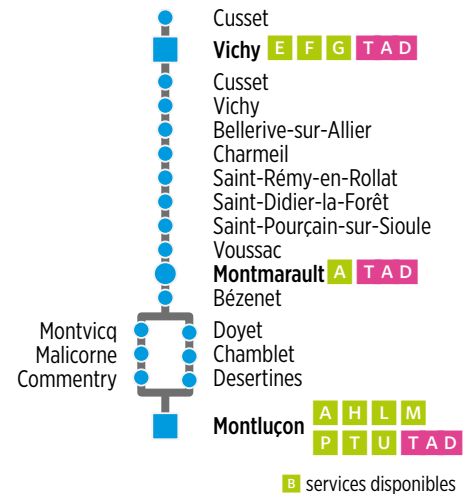 Cusset
Vichy E F G TAD
Cusset
Vichy
Bellerive-sur-Allier
Charmeil
Saint-Rémy-en-Rollat
Saint-Didier-la-Forêt
Saint-Pourçain-sur-Sioule
Voussac
Montmarault A TAD
Bézenet
Montvicq Doyet
Malicorne Chamblet
Commentry Desertines
Montluçon A H L M
P T U TAD
B services disponibles